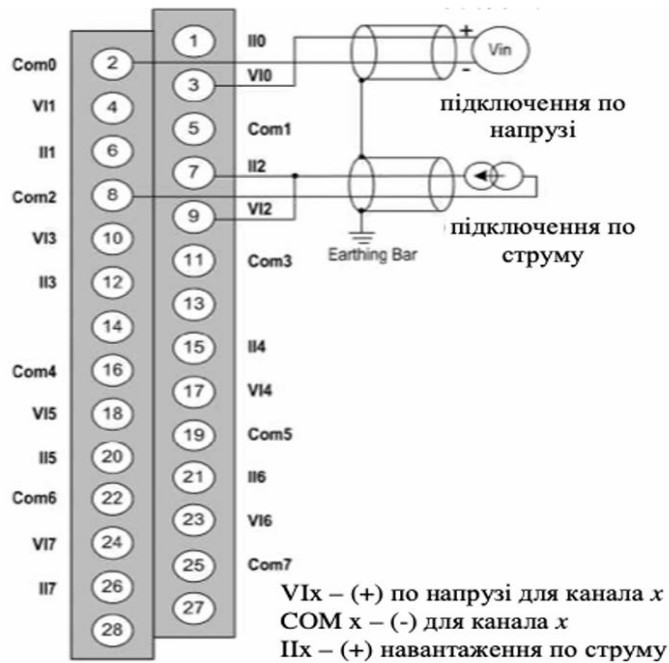 1 II0
Com0 2
3 VI0
+
Vin
-
VI1 4
5 Com1
II1 6
7 II2
Com2 8
9 VI2
VI3 10
11 Com3
II3 12
13
14
15 II4
Com4 16
17 VI4
VI5 18
19 Com5
II5 20
21 II6
Com6 22
23 VI6
VI7 24
25 Com7
II7 26
27
28
підключення по
напрузі
підключення по
струму
Earthing Bar
VIx – (+) по напрузі для канала x
COM x – (-) для канала x
IIx – (+) навантаження по струму